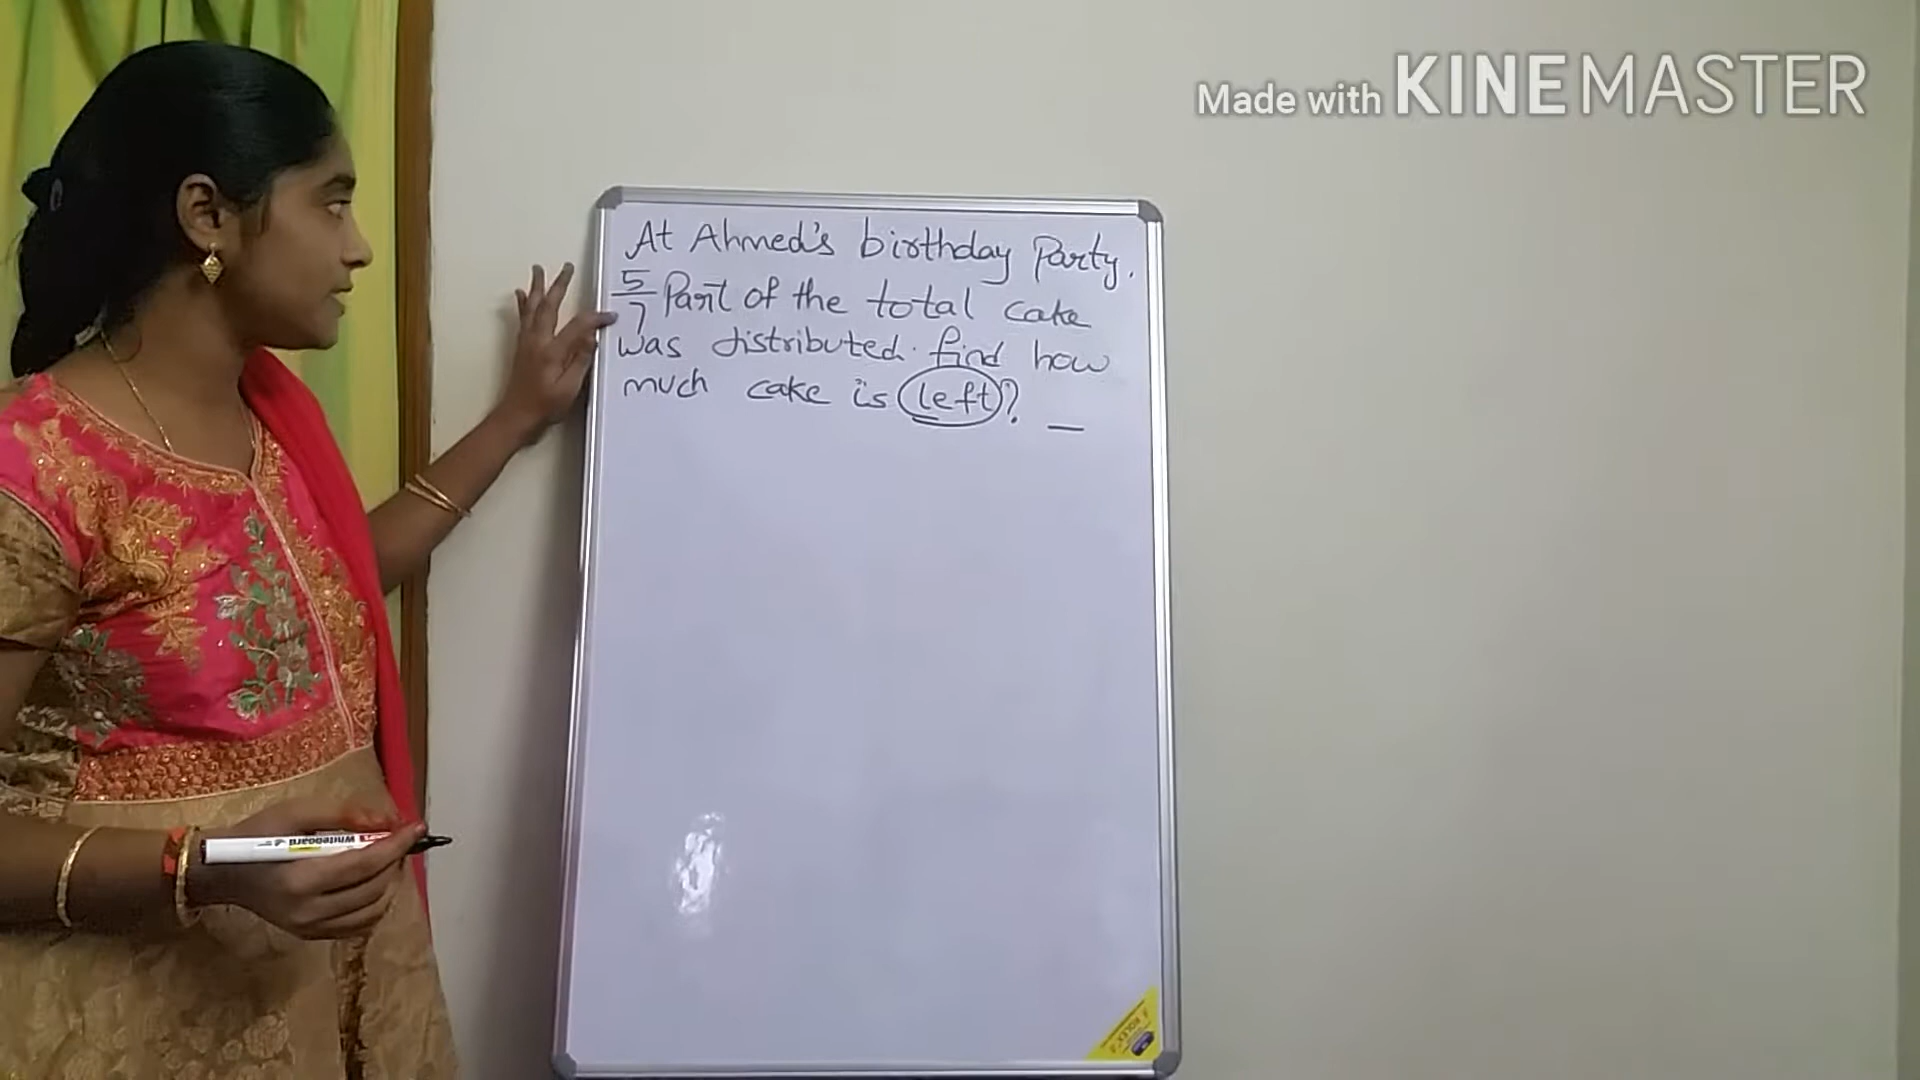 Made with KINEMASTER
At Ahmed's birthday Party.
5/7 Part of the total cake
was distributed. find how
much cake is left? _
Whiteboard